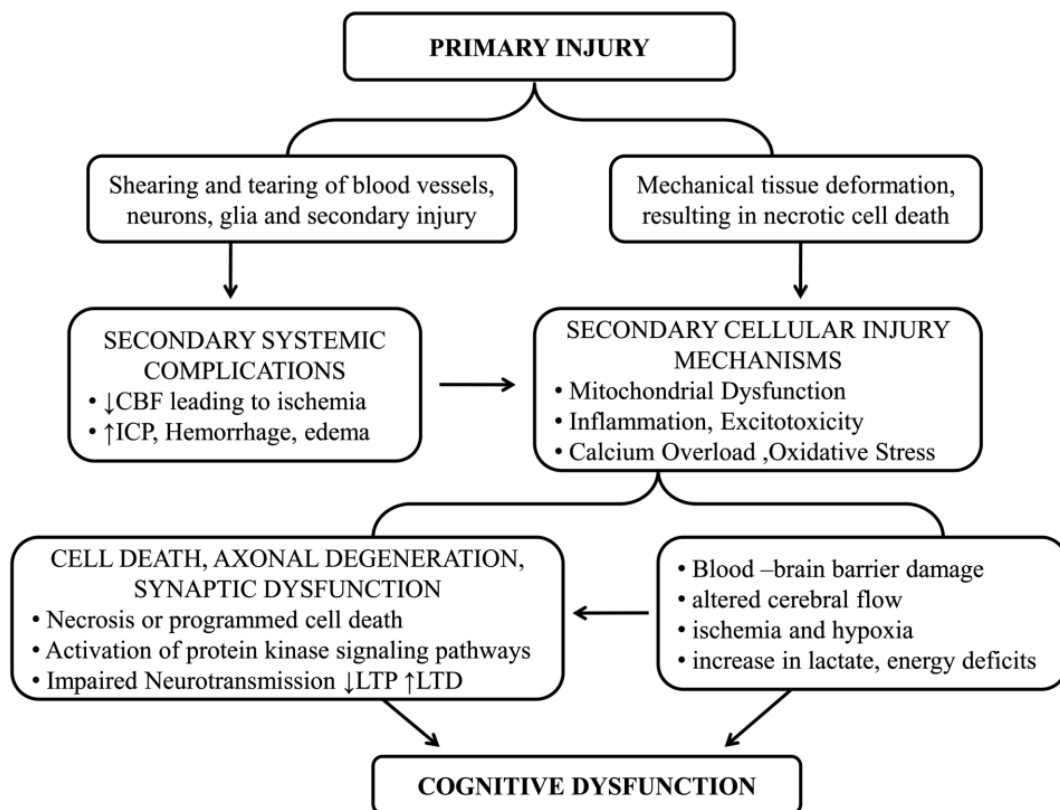 PRIMARY INJURY
Shearing and tearing of blood vessels,
neurons, glia and secondary injury
Mechanical tissue deformation,
resulting in necrotic cell death
SECONDARY SYSTEMIC
COMPLICATIONS
• ↓CBF leading to ischemia
• ↑ICP, Hemorrhage, edema
SECONDARY CELLULAR INJURY
MECHANISMS
• Mitochondrial Dysfunction
• Inflammation, Excitotoxicity
• Calcium Overload ,Oxidative Stress
CELL DEATH, AXONAL DEGENERATION,
SYNAPTIC DYSFUNCTION
• Necrosis or programmed cell death
• Activation of protein kinase signaling pathways
• Impaired Neurotransmission ↓LTP ↑LTD
• Blood –brain barrier damage
• altered cerebral flow
• ischemia and hypoxia
• increase in lactate, energy deficits
COGNITIVE DYSFUNCTION